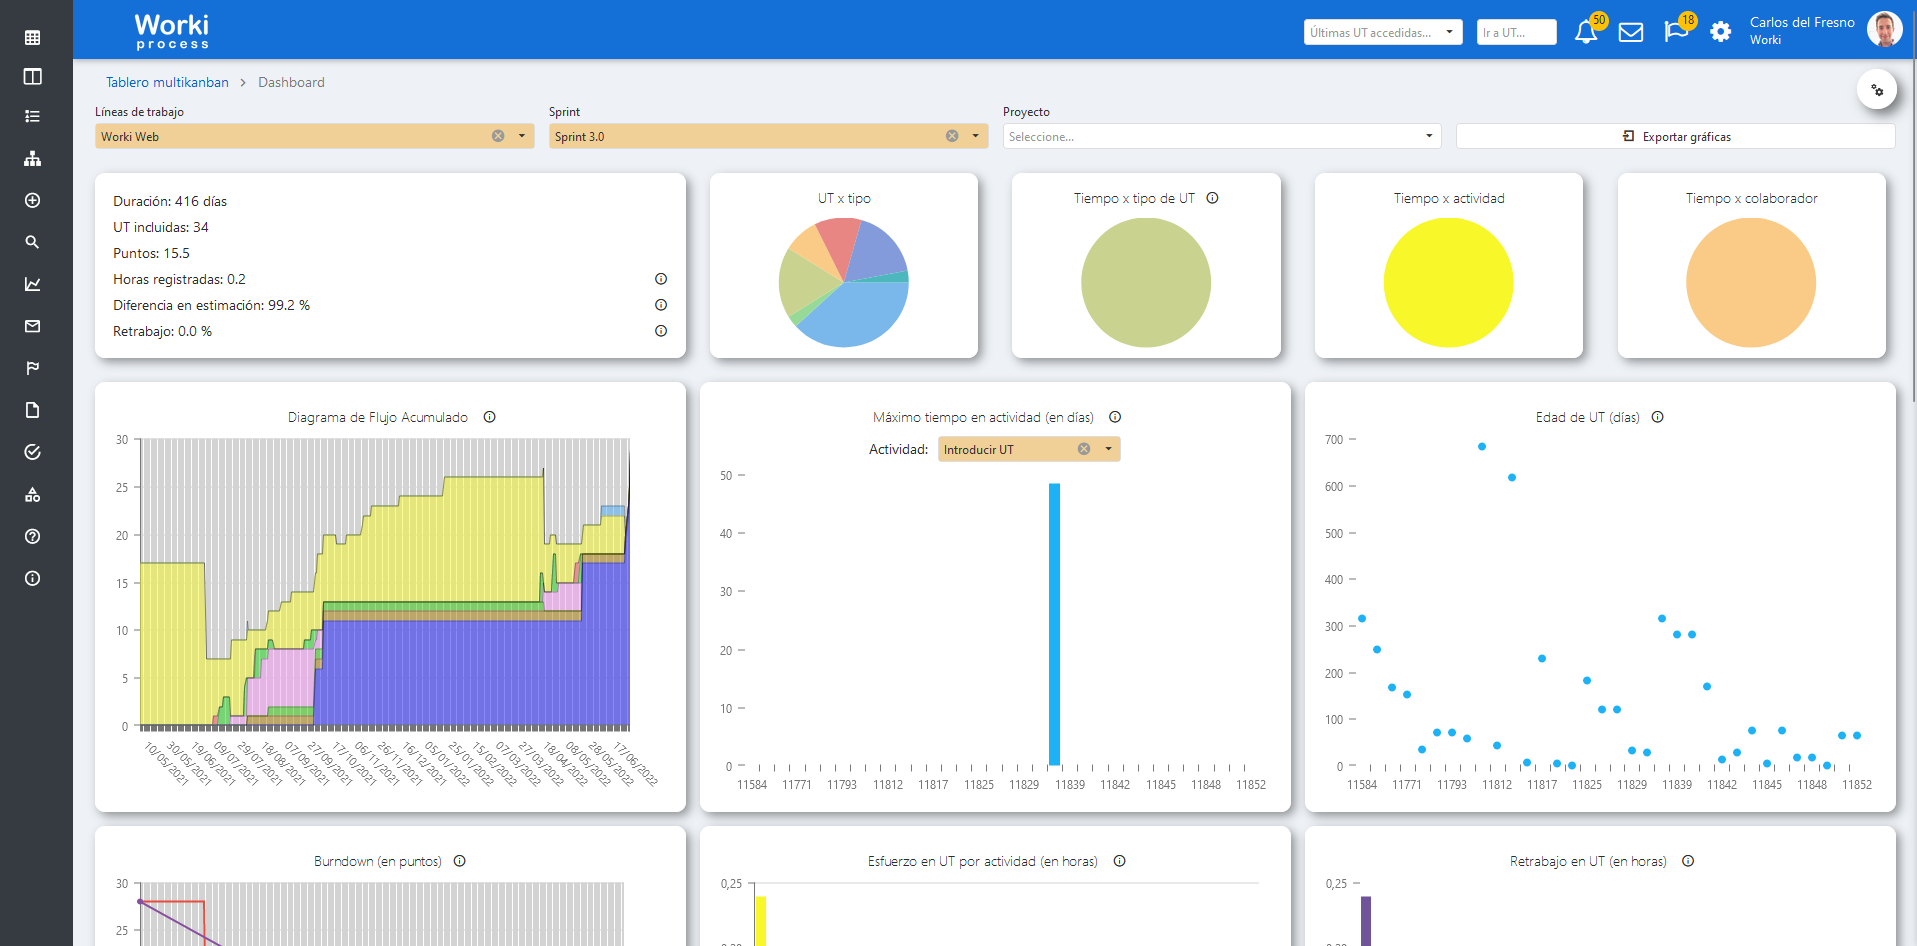 Worki
process
Últimas UT accedidas...
Ir a UT...
50
18
Carlos del Fresno
Worki
Tablero multikanban > Dashboard
Líneas de trabajo
Worki Web
Sprint
Sprint 3.0
Proyecto
Seleccione...
Exportar gráficas
Duración: 416 días
UT incluidas: 34
Puntos: 15.5
Horas registradas: 0.2
Diferencia en estimación: 99.2 %
Retrabajo: 0.0 %
UT x tipo
Tiempo x tipo de UT
Tiempo x actividad
Tiempo x colaborador
Diagrama de Flujo Acumulado
30
25
20
15
10
5
0
10/05/2021
30/05/2021
19/06/2021
09/07/2021
29/07/2021
18/08/2021
07/09/2021
27/09/2021
17/10/2021
06/11/2021
26/11/2021
16/12/2021
05/01/2022
25/01/2022
15/02/2022
07/03/2022
27/03/2022
18/04/2022
08/05/2022
28/05/2022
17/06/2022
Máximo tiempo en actividad (en días)
Actividad: Introducir UT
50
40
30
20
10
0
11584 11771 11793 11812 11817 11825 11829 11839 11842 11845 11848 11852
Edad de UT (días)
700
600
500
400
300
200
100
0
11584 11771 11793 11812 11817 11825 11829 11839 11842 11845 11848 11852
Burndown (en puntos)
30
25
Esfuerzo en UT por actividad (en horas)
0,25
Retrabajo en UT (en horas)
0,25